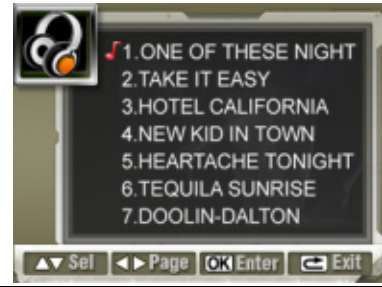 1.ONE OF THESE NIGHT
2.TAKE IT EASY
3.HOTEL CALIFORNIA
4.NEW KID IN TOWN
5.HEARTACHE TONIGHT
6.TEQUILA SUNRISE
7.DOOLIN-DALTON
▲▼ Sel ◀▶ Page OK Enter Exit